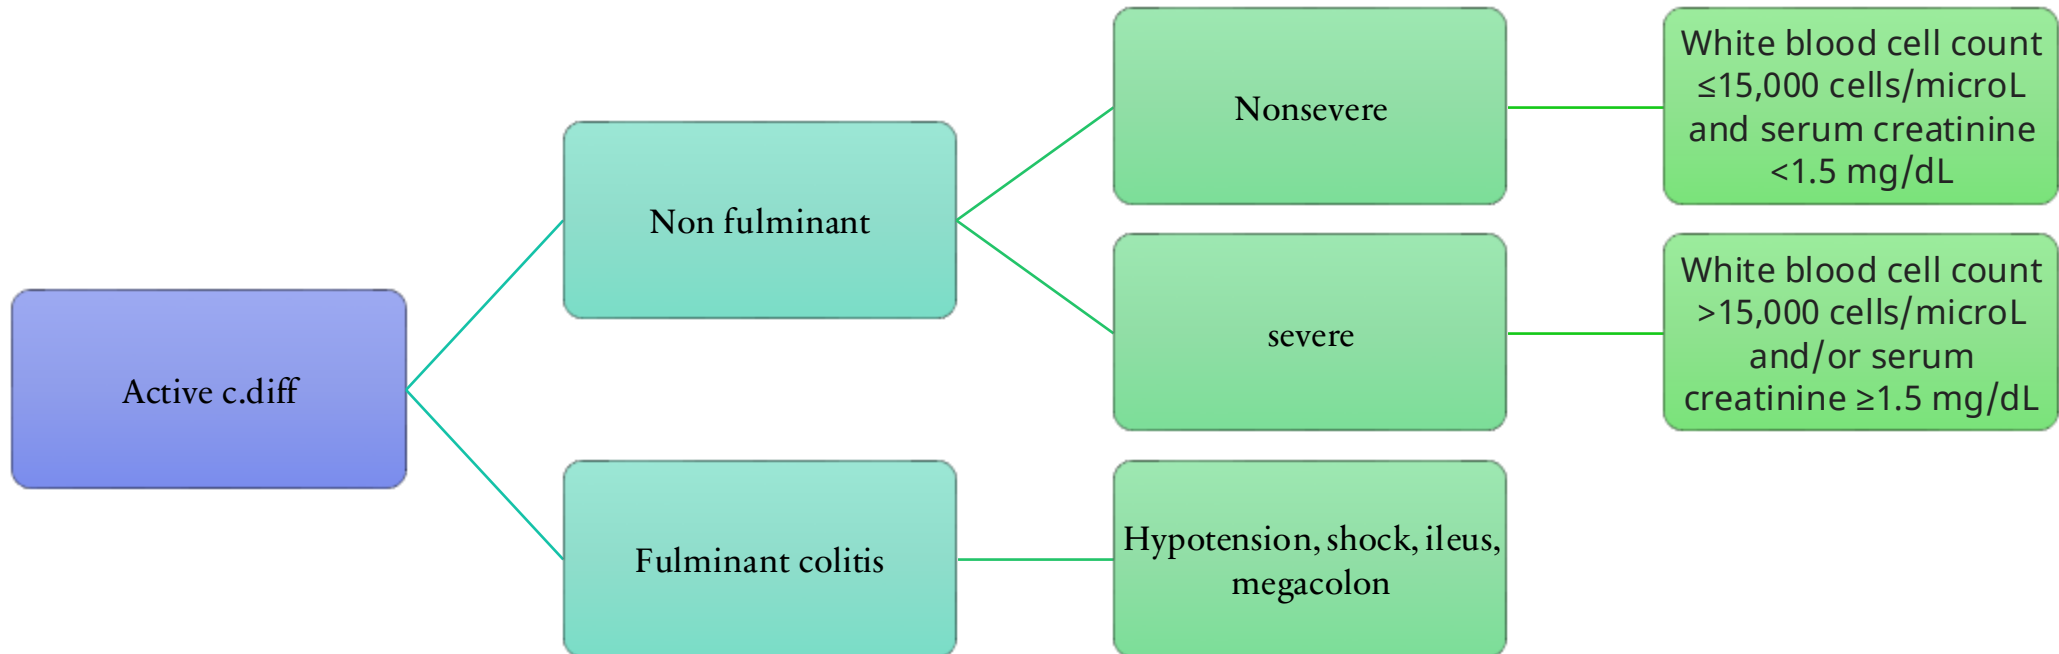 Active c.diff
Non fulminant
Nonsevere
White blood cell count
≤15,000 cells/microL
and serum creatinine
<1.5 mg/dL
severe
White blood cell count
>15,000 cells/microL
and/or serum
creatinine ≥1.5 mg/dL
Fulminant colitis
Hypotension, shock, ileus,
megacolon